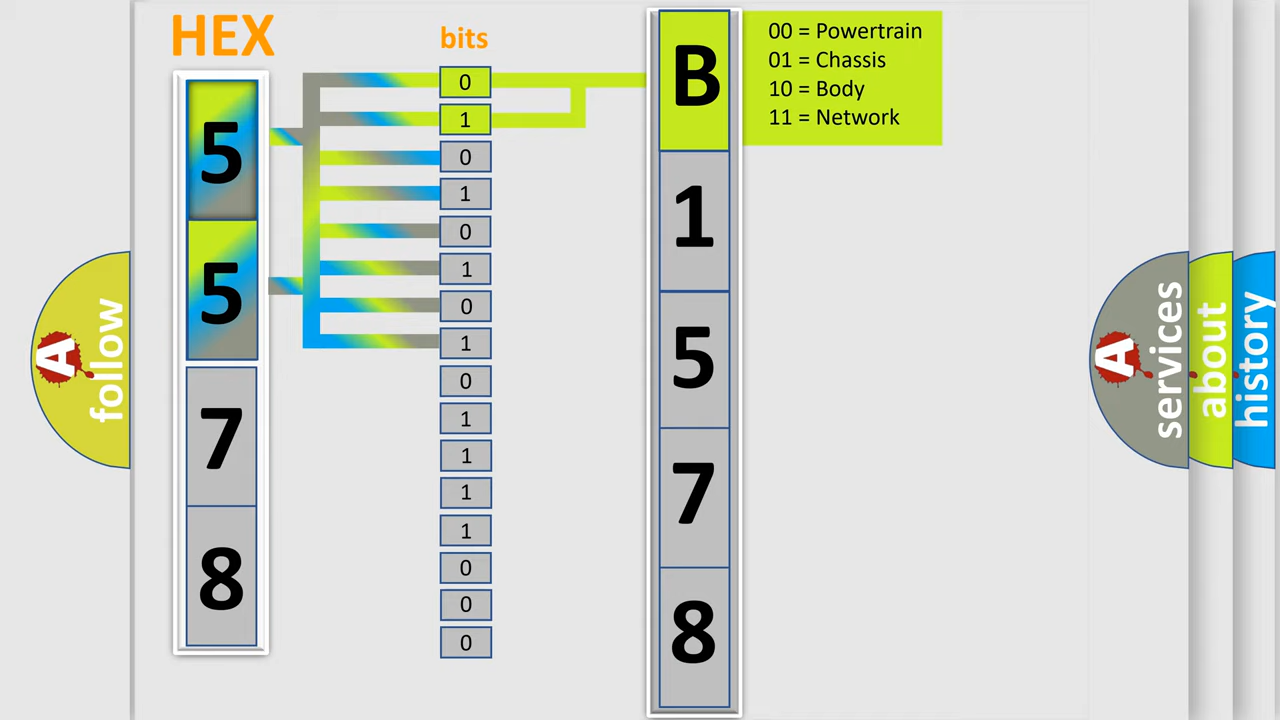 HEX
bits
5
5
7
8
0
1
0
1
0
1
0
1
0
1
1
1
1
0
0
0
B
1
5
7
8
00 = Powertrain
01 = Chassis
10 = Body
11 = Network
A
follow
A
services
about
history